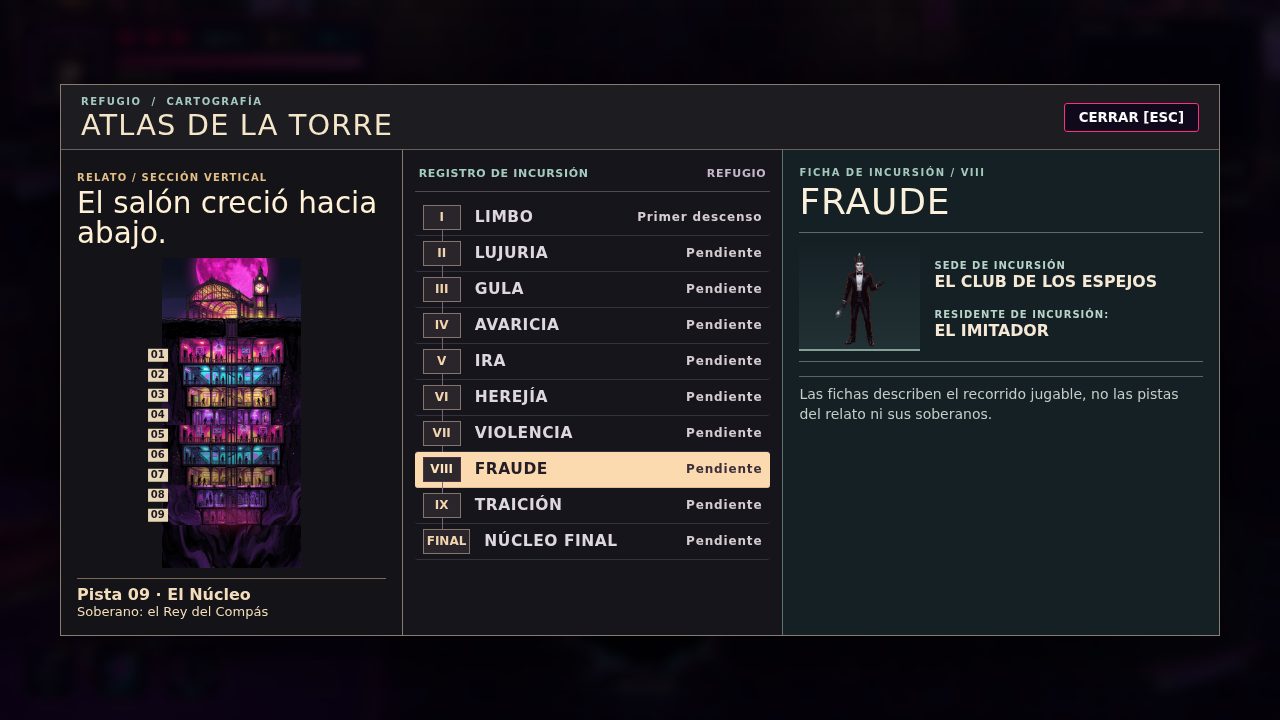 REFUGIO / CARTOGRAFÍA
ATLAS DE LA TORRE
CERRAR [ESC]
RELATO / SECCIÓN VERTICAL
El salón creció hacia
abajo.
01
02
03
04
05
06
07
08
09
Pista 09 · El Núcleo
Soberano: el Rey del Compás
REGISTRO DE INCURSIÓN REFUGIO
I LIMBO Primer descenso
II LUJURIA Pendiente
III GULA Pendiente
IV AVARICIA Pendiente
V IRA Pendiente
VI HEREJÍA Pendiente
VII VIOLENCIA Pendiente
VIII FRAUDE Pendiente
IX TRAICIÓN Pendiente
FINAL NÚCLEO FINAL Pendiente
FICHA DE INCURSIÓN / VIII
FRAUDE
SEDE DE INCURSIÓN
EL CLUB DE LOS ESPEJOS
RESIDENTE DE INCURSIÓN:
EL IMITADOR
Las fichas describen el recorrido jugable, no las pistas
del relato ni sus soberanos.